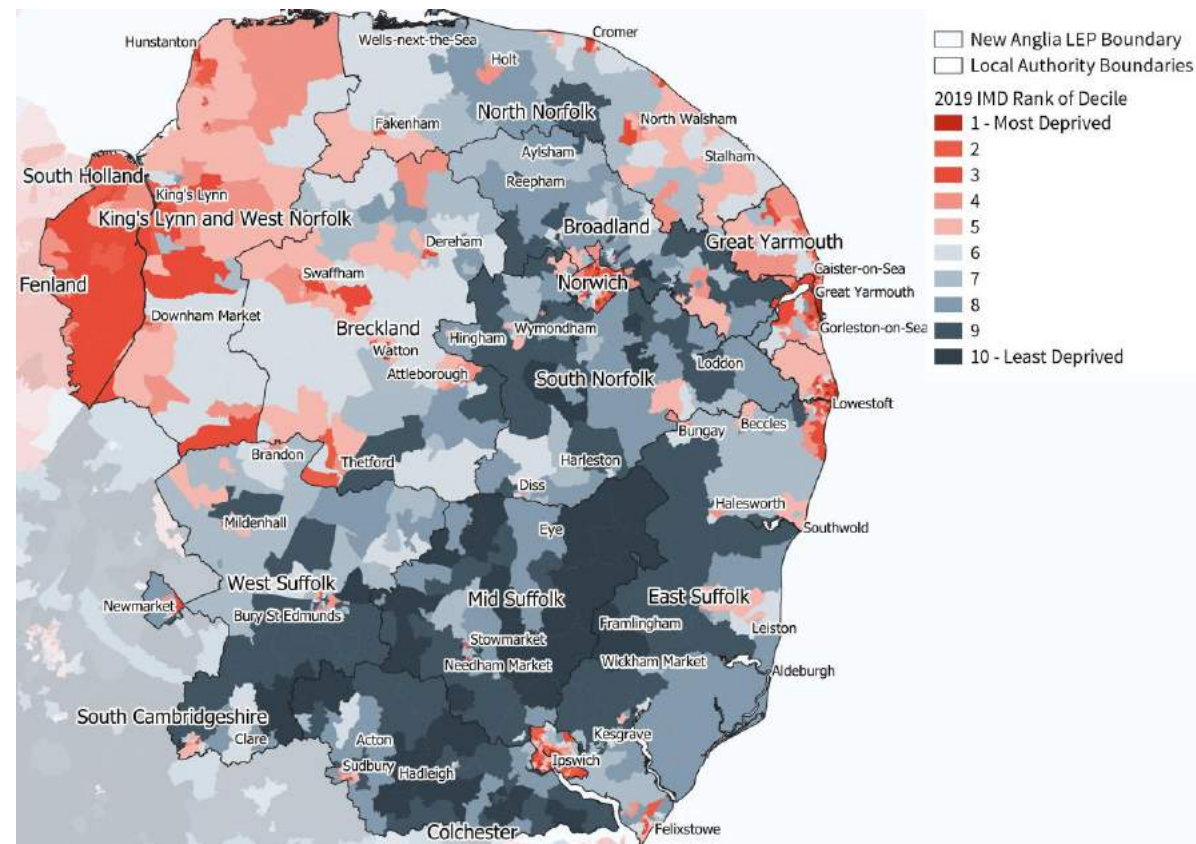 Hunstanton
Wells-next-the-Sea
Cromer
Holt
North Norfolk
Fakenham
North Walsham
Aylsham
Stalham
South Holland
Reepham
King's Lynn
King's Lynn and West Norfolk
Broadland
Dereham
Great Yarmouth
Caister-on-Sea
Fenland
Swaffham
Norwich
Great Yarmouth
Downham Market
Breckland
Hingham
Wymondham
Gorleston-on-Sea
Watton
Attleborough
South Norfolk
Loddon
Lowestoft
Bungay
Beccles
Brandon
Thetford
Harleston
Diss
Mildenhall
Eye
Halesworth
Southwold
West Suffolk
Newmarket
Bury St Edmunds
Mid Suffolk
East Suffolk
Framlingham
Leiston
Stowmarket
Needham Market
Wickham Market
Aldeburgh
South Cambridgeshire
Clare
Acton
Kesgrave
Sudbury
Hadleigh
Ipswich
Colchester
Felixstowe
New Anglia LEP Boundary
Local Authority Boundaries
2019 IMD Rank of Decile
1 - Most Deprived
2
3
4
5
6
7
8
9
10 - Least Deprived